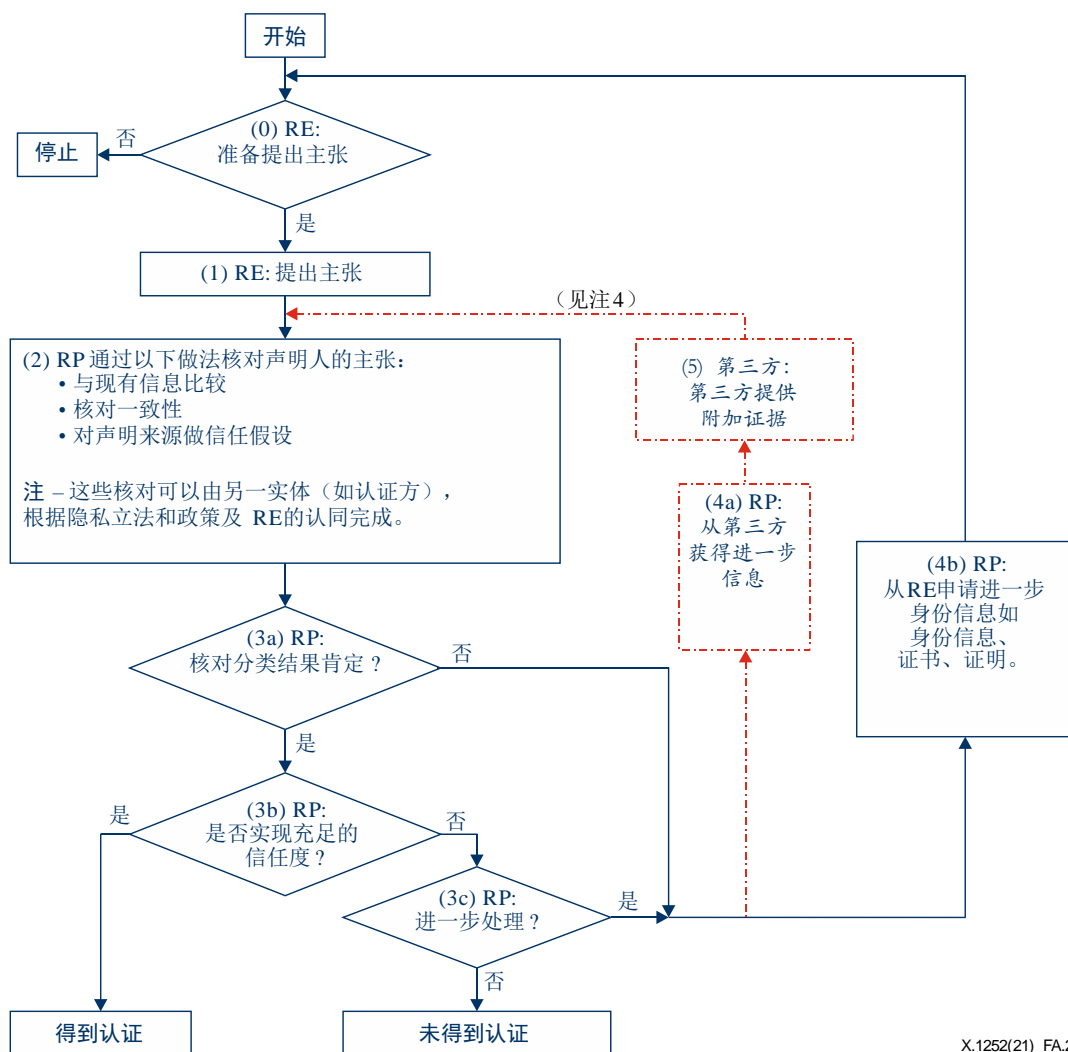 开始
(0) RE:
准备提出主张
否
停止
是
(1) RE: 提出主张
（见注4）
(2) RP 通过以下做法核对声明人的主张：
• 与现有信息比较
• 核对一致性
• 对声明来源做信任假设
注 – 这些核对可以由另一实体（如认证方），
根据隐私立法和政策及 RE的认同完成。
(5) 第三方：
第三方提供
附加证据
(4a) RP:
从第三方
获得进一步
信息
(4b) RP:
从RE申请进一步
身份信息如
身份信息、
证书、证明。
(3a) RP:
核对分类结果肯定？
否
是
(3b) RP:
是否实现充足的
信任度？
是
否
(3c) RP:
进一步处理？
是
否
得到认证
未得到认证
X.1252(21)_FA.2